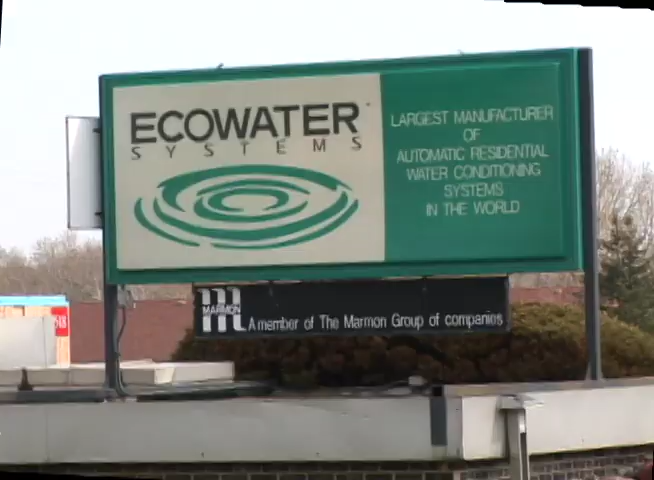 ECOWATER
SYSTEMS
LARGEST MANUFACTURER
OF
AUTOMATIC RESIDENTIAL
WATER CONDITIONING
SYSTEMS
IN THE WORLD
MARMON
A member of The Marmon Group of companies